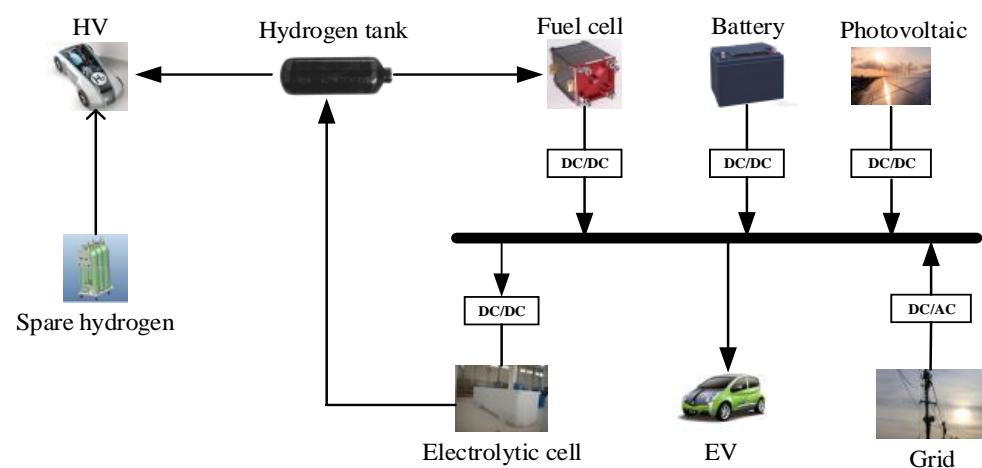 HV
Hydrogen tank
Fuel cell
Battery
Photovoltaic
H
DC/DC
DC/DC
DC/DC
Spare hydrogen
DC/DC
DC/AC
Electrolytic cell
EV
Grid